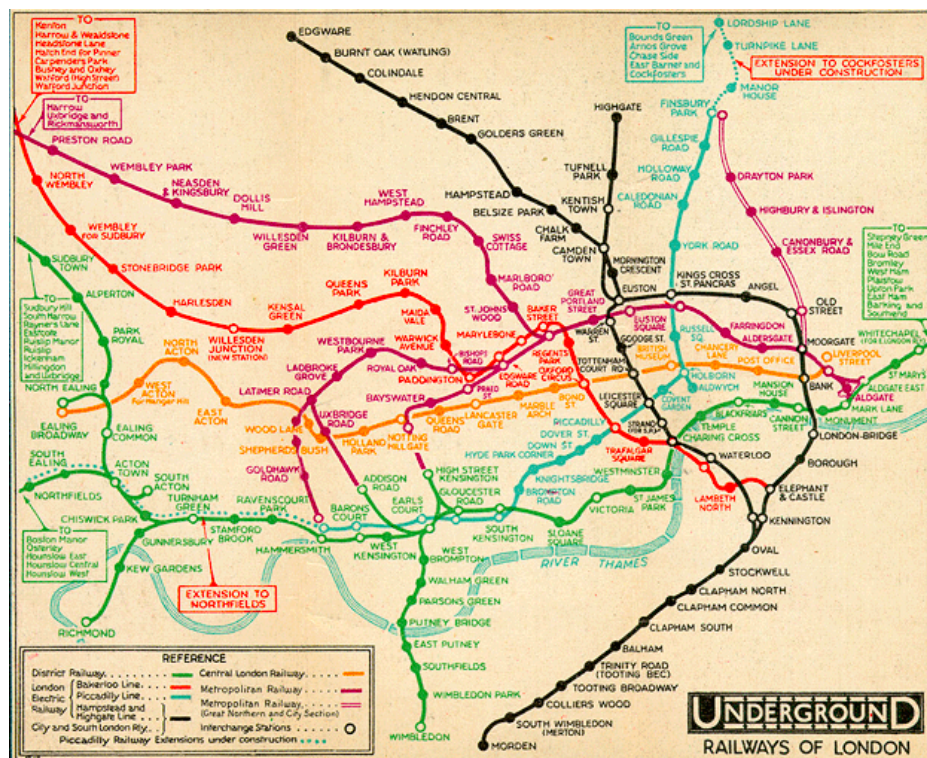 TO
Kenton
Harrow & Wealdstone
Headstone Lane
Hatch End for Pinner
Carpenders Park
Bushey and Oxhey
Watford (High Street)
Watford Junction
TO
Harrow
Uxbridge and
Rickmansworth
PRESTON ROAD
NORTH
WEMBLEY
WEMBLEY PARK
NEASDEN
& KINGSBURY
DOLLIS
HILL
WILLESDEN
GREEN
KILBURN &
BRONDESBURY
WEST
HAMPSTEAD
FINCHLEY
ROAD
SWISS
COTTAGE
MARLBORO'
ROAD
ST. JOHNS
WOOD
EDGWARE
BURNT OAK (WATLING)
COLINDALE
HENDON CENTRAL
BRENT
GOLDERS GREEN
HAMPSTEAD
BELSIZE PARK
CHALK
FARM
CAMDEN
TOWN
HIGHGATE
TUFNELL
PARK
KENTISH
TOWN
MORNINGTON
CRESCENT
EUSTON
TO
Bounds Green
Arnos Grove
Chase Side
East Barnet and
Cockfosters
LORDSHIP LANE
TURNPIKE LANE
EXTENSION TO COCKFOSTERS
UNDER CONSTRUCTION
MANOR
HOUSE
FINSBURY
PARK
GILLESPIE
ROAD
HOLLOWAY
ROAD
CALEDONIAN
ROAD
YORK ROAD
KINGS CROSS
ST. PANCRAS
DRAYTON PARK
HIGHBURY & ISLINGTON
CANONBURY &
ESSEX ROAD
ANGEL
OLD
STREET
TO
Stepney Green
Mile End
Bow Road
Bromley
West Ham
Plaistow
Upton Park
East Ham
Barking and
Southend
WHITECHAPEL
(FOR E LONDON RLY)
ST MARYS
ALDGATE EAST
ALDGATE
MARK LANE
MONUMENT
CANNON
STREET
MANSION
HOUSE
BLACKFRIARS
TEMPLE
CHARING CROSS
WEMBLEY
FOR SUDBURY
STONEBRIDGE PARK
HARLESDEN
WILLESDEN
JUNCTION
(NEW STATION)
KENSAL
GREEN
QUEENS
PARK
KILBURN
PARK
MAIDA
VALE
WARWICK
AVENUE
PADDINGTON
EDGWARE
ROAD
MARYLEBONE
BAKER
STREET
REGENTS
PARK
OXFORD
CIRCUS
GREAT
PORTLAND
STREET
EUSTON
SQUARE
WARREN
ST.
GOODGE ST.
TOTTENHAM
COURT RD
LEICESTER
SQUARE
STRAND
RUSSELL
SQ.
BRITISH
MUSEUM
CHANCERY
LANE
HOLBORN
ALDWYCH
COVENT
GARDEN
FARRINGDON
ALDERSGATE
MOORGATE
POST OFFICE
LIVERPOOL
STREET
BANK
LONDON-BRIDGE
BOROUGH
ELEPHANT
& CASTLE
KENNINGTON
OVAL
STOCKWELL
CLAPHAM NORTH
CLAPHAM COMMON
CLAPHAM SOUTH
BALHAM
TRINITY ROAD
(TOOTING BEC)
TOOTING BROADWAY
COLLIERS WOOD
SOUTH WIMBLEDON
(MERTON)
MORDEN
WATERLOO
LAMBETH
NORTH
TRAFALGAR
SQUARE
PICCADILLY
DOVER ST.
DOWN ST.
HYDE PARK CORNER
KNIGHTSBRIDGE
BROMPTON
ROAD
WESTMINSTER
ST JAMES
PARK
VICTORIA
SLOANE
SQUARE
SOUTH
KENSINGTON
GLOUCESTER
ROAD
HIGH STREET
KENSINGTON
EARLS
COURT
BARONS
COURT
ADDISON
ROAD
WEST
KENSINGTON
HAMMERSMITH
RAVENSCOURT
PARK
STAMFORD
BROOK
TURNHAM
GREEN
CHISWICK PARK
GUNNERSBURY
KEW GARDENS
RICHMOND
SUDBURY
TOWN
ALPERTON
PARK
ROYAL
TO
Sudbury Hill
South Harrow
Rayners Lane
Eastcote
Ruislip Manor
Ruislip
Ickenham
Hillingdon
and Uxbridge
NORTH EALING
EALING
BROADWAY
EALING
COMMON
SOUTH
EALING
NORTHFIELDS
ACTON
TOWN
SOUTH
ACTON
TO
Boston Manor
Osterley
Hounslow East
Hounslow Central
Hounslow West
EXTENSION TO
NORTHFIELDS
NORTH
ACTON
WEST
ACTON
EAST
ACTON
WOOD LANE
SHEPHERDS BUSH
HOLLAND
PARK
NOTTING
HILL GATE
QUEENS
ROAD
LANCASTER
GATE
MARBLE
ARCH
BOND
ST.
WESTBOURNE
PARK
ROYAL OAK
BISHOPS
ROAD
PRAED
ST.
BAYSWATER
LADBROKE
GROVE
LATIMER ROAD
UXBRIDGE
ROAD
GOLDHAWK
ROAD
WEST
BROMPTON
WALHAM GREEN
PARSONS GREEN
PUTNEY BRIDGE
EAST PUTNEY
SOUTHFIELDS
WIMBLEDON PARK
WIMBLEDON
RIVER THAMES
REFERENCE
District Railway
London Electric Railway
Bakerloo Line
Piccadilly Line
Hampstead and
Highgate Line
City and South London Rly.
Central London Railway
Metropolitan Railway
Metropolitan Railway
(Great Northern and City Section)
Interchange Stations
Piccadilly Railway Extensions under construction
UNDERGROUND
RAILWAYS OF LONDON